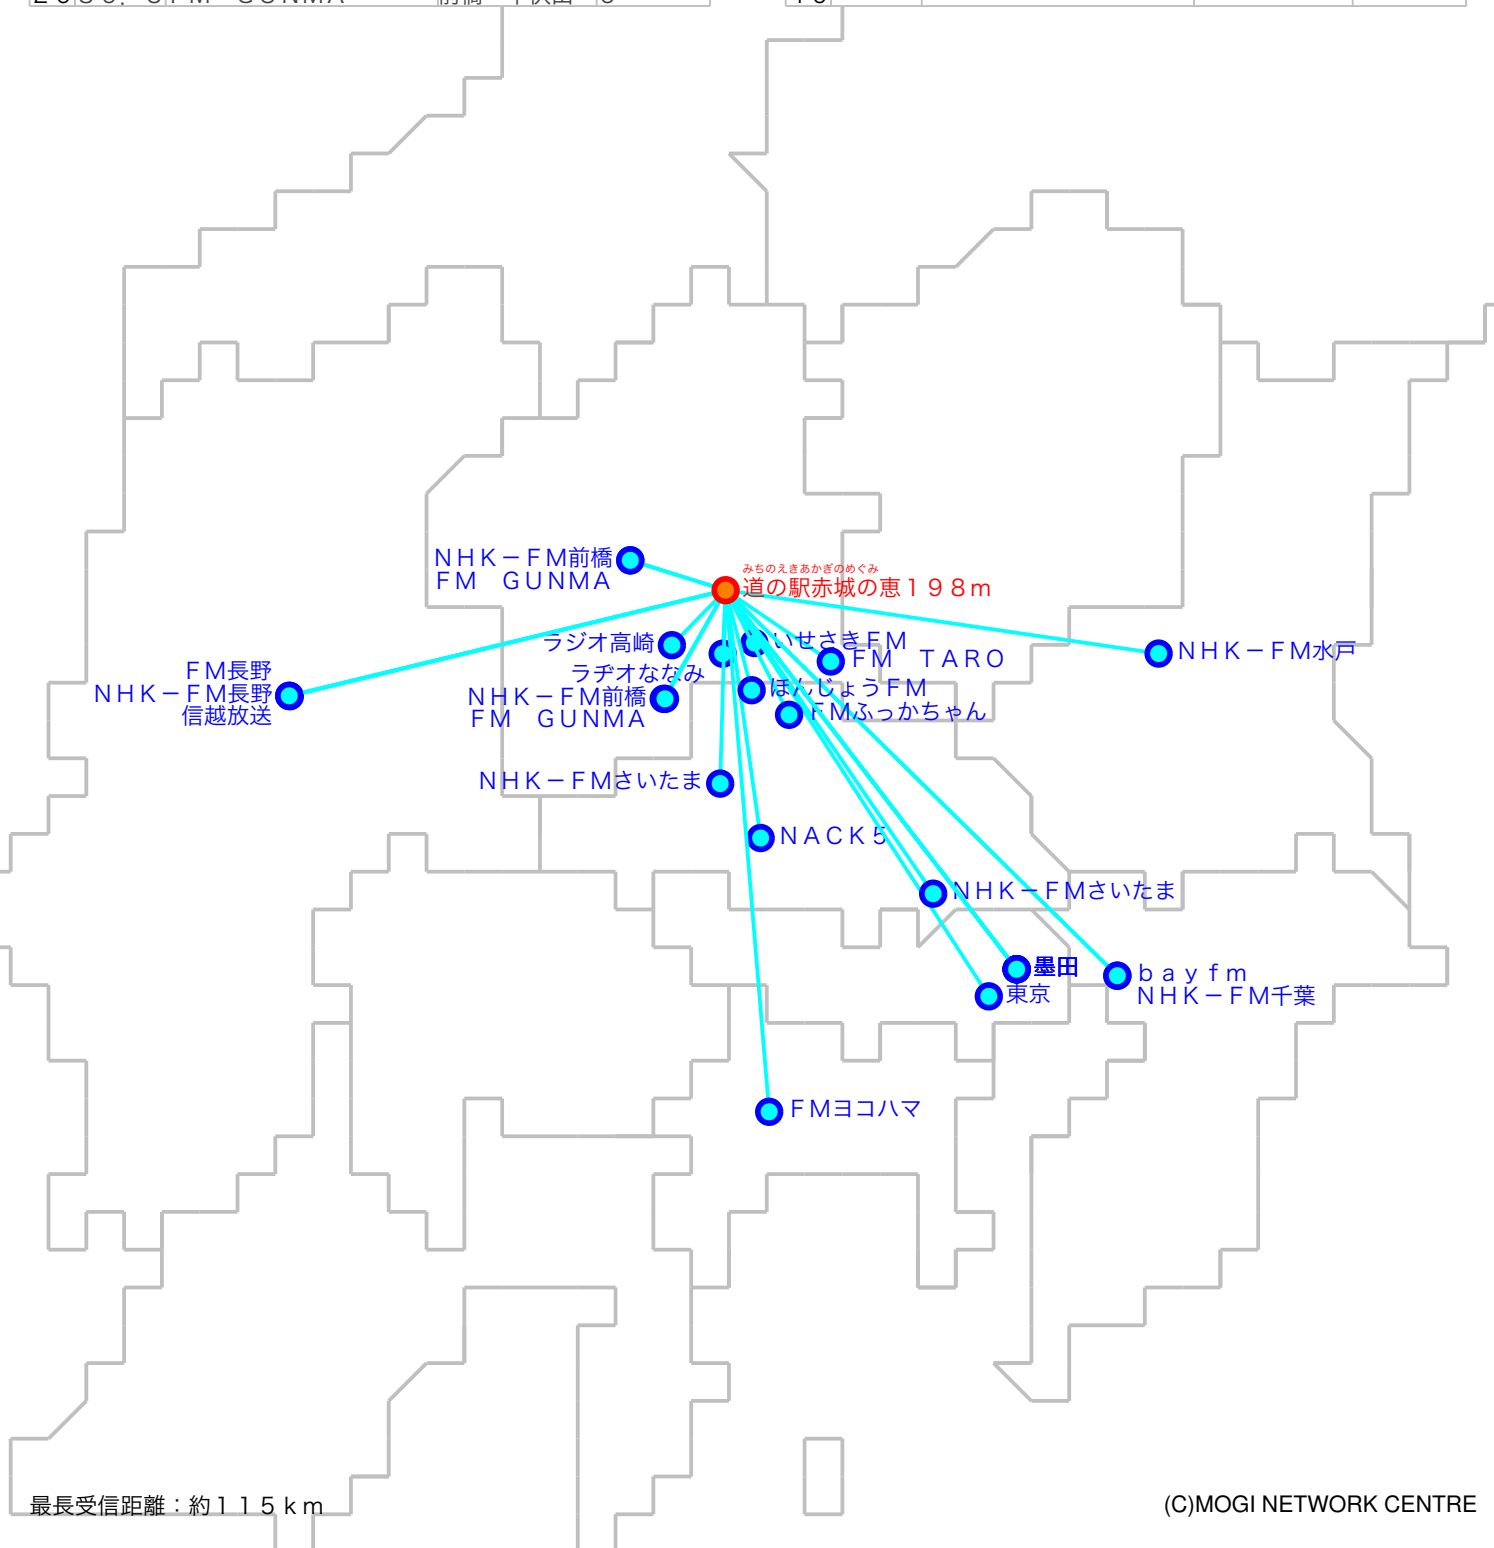 ＮＨＫ－ＦＭ前橋
ＦＭ　ＧＵＮＭＡ
みちのえきあかぎのめぐみ
道の駅赤城の恵１９８ｍ
ラジオ高崎
いせさきＦＭ
ＦＭ　ＴＡＲＯ
ＮＨＫ－ＦＭ水戸
ＦＭ長野
ＮＨＫ－ＦＭ長野
信越放送
ラヂオななみ
ＮＨＫ－ＦＭ前橋
ＦＭ　ＧＵＮＭＡ
ほんじょうＦＭ
ＦＭふっかちゃん
ＮＨＫ－ＦＭさいたま
ＮＡＣＫ５
ＮＨＫ－ＦＭさいたま
墨田
東京
ｂａｙｆｍ
ＮＨＫ－ＦＭ千葉
ＦＭヨコハマ
最長受信距離：約１１５ｋｍ
(C)MOGI NETWORK CENTRE